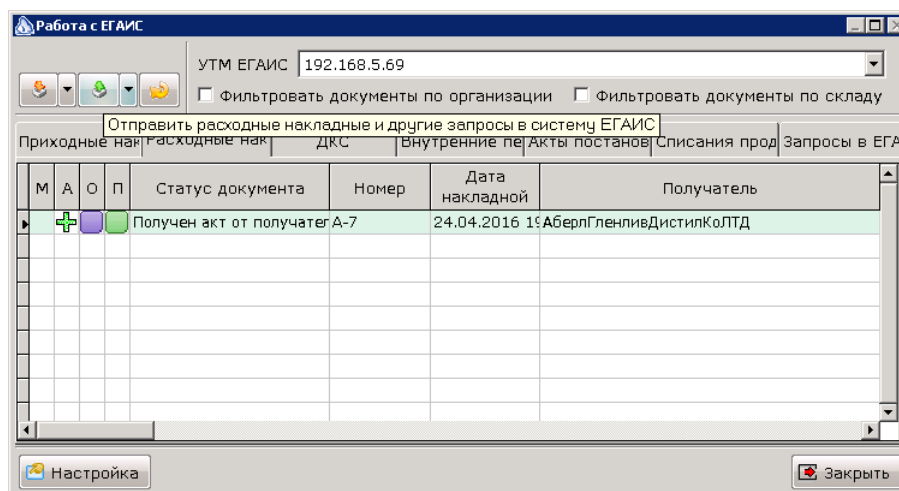 Работа с ЕГАИС
УТМ ЕГАИС 192.168.5.69
Фильтровать документы по организации Фильтровать документы по складу
Отправить расходные накладные и другие запросы в систему ЕГАИС
Приходные нак Расходные нак ДКС Внутренние пе Акты постанов Списания прод Запросы в ЕГА
М А О П Статус документа Номер Дата накладной Получатель
Получен акт от получател А-7 24.04.2016 19 АберлГленливДистилКоЛТД
Настройка Закрыть